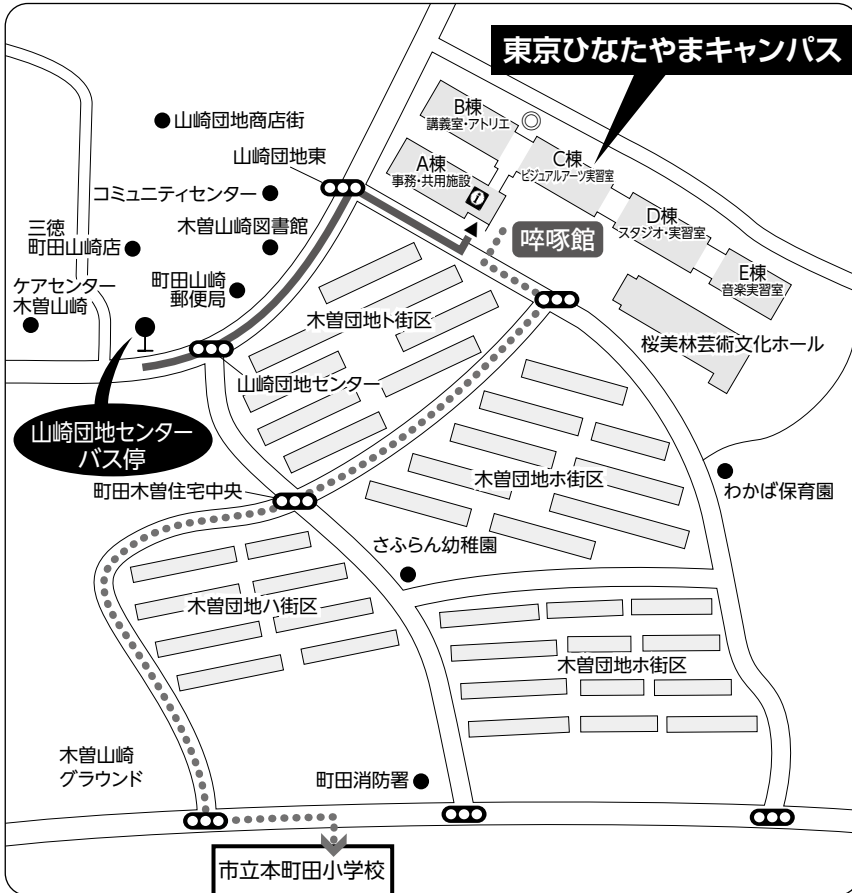 東京ひなたやまキャンパス
B棟
講義室・アトリエ
山崎団地商店街
山崎団地東
A棟
事務・共用施設
C棟
ビジュアルアーツ実習室
コミュニティセンター
D棟
スタジオ・実習室
三徳
町田山崎店
木曽山崎図書館
啐啄館
E棟
音楽実習室
ケアセンター
木曽山崎
町田山崎
郵便局
木曽団地ト街区
桜美林芸術文化ホール
山崎団地センター
山崎団地センター
バス停
町田木曽住宅中央
木曽団地ホ街区
わかば保育園
さふらん幼稚園
木曽団地ハ街区
木曽団地ホ街区
木曽山崎
グラウンド
町田消防署
市立本町田小学校